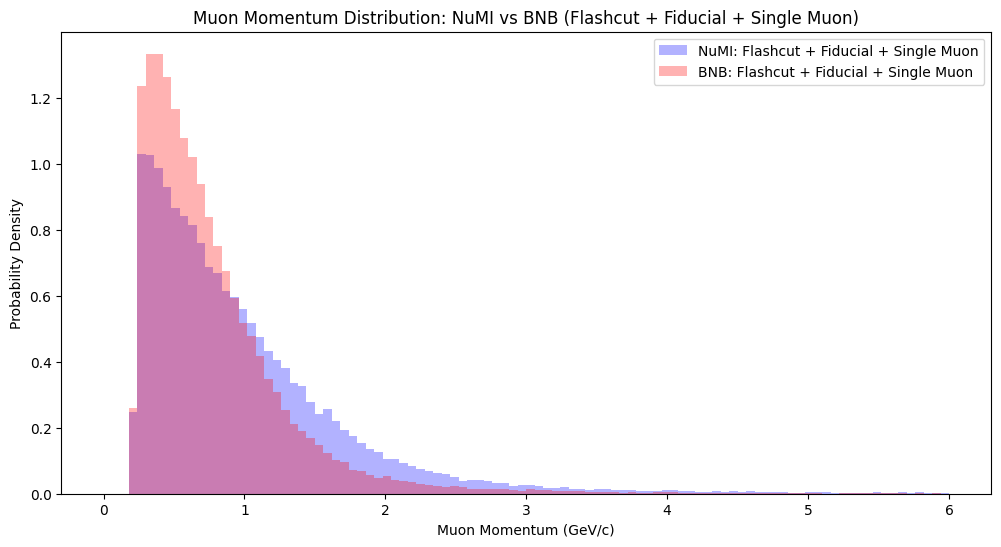 Muon Momentum Distribution: NuMI vs BNB (Flashcut + Fiducial + Single Muon)
NuMI: Flashcut + Fiducial + Single Muon
BNB: Flashcut + Fiducial + Single Muon
Probability Density
1.2
1.0
0.8
0.6
0.4
0.2
0.0
0 1 2 3 4 5 6
Muon Momentum (GeV/c)